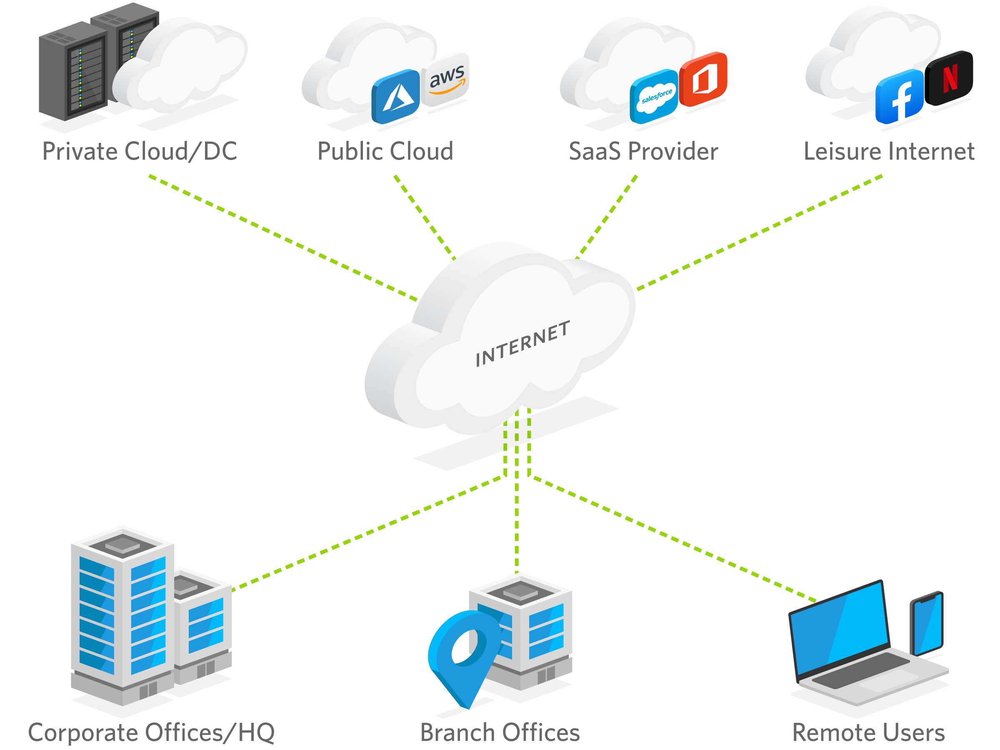 aws
salesforce
Private Cloud/DC
Public Cloud
SaaS Provider
Leisure Internet
INTERNET
Corporate Offices/HQ
Branch Offices
Remote Users